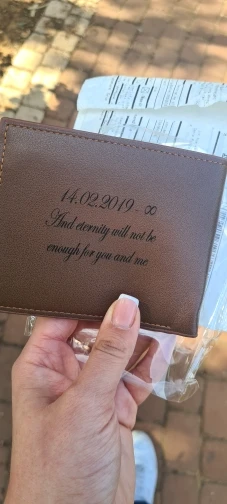 14.02.2019 - ∞
And eternity will not be
enough for you and me